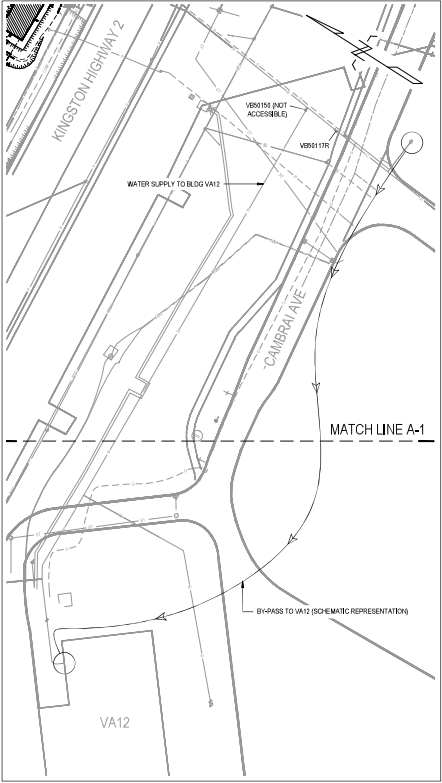 KINGSTON HIGHWAY 2
VB50150 (NOT
ACCESSIBLE)
VB50117R
WATER SUPPLY TO BLDG VA12
CAMBRAI AVE
MATCH LINE A-1
BY-PASS TO VA12 (SCHEMATIC REPRESENTATION)
VA12